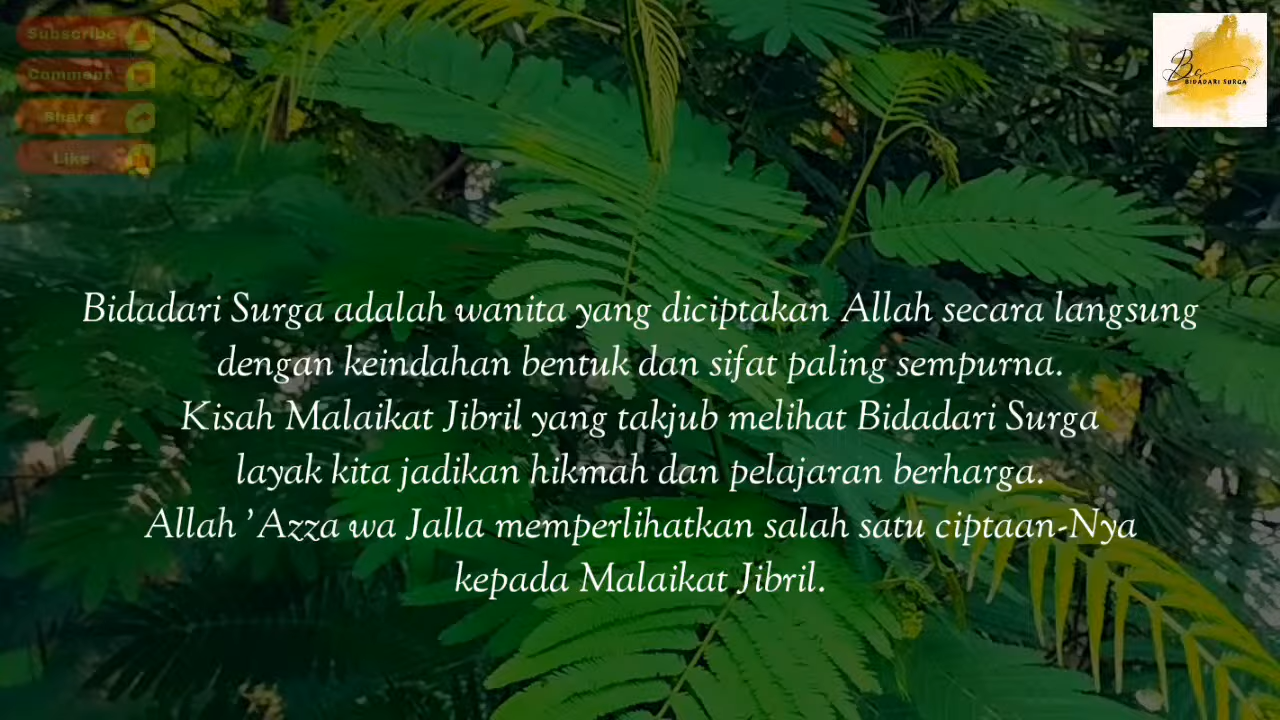 Subscribe
Comment
Share
Like
Bs
BIDADARI SURGA
Bidadari Surga adalah wanita yang diciptakan Allah secara langsung
dengan keindahan bentuk dan sifat paling sempurna.
Kisah Malaikat Jibril yang takjub melihat Bidadari Surga
layak kita jadikan hikmah dan pelajaran berharga.
Allah ’Azza wa Jalla memperlihatkan salah satu ciptaan-Nya
kepada Malaikat Jibril.